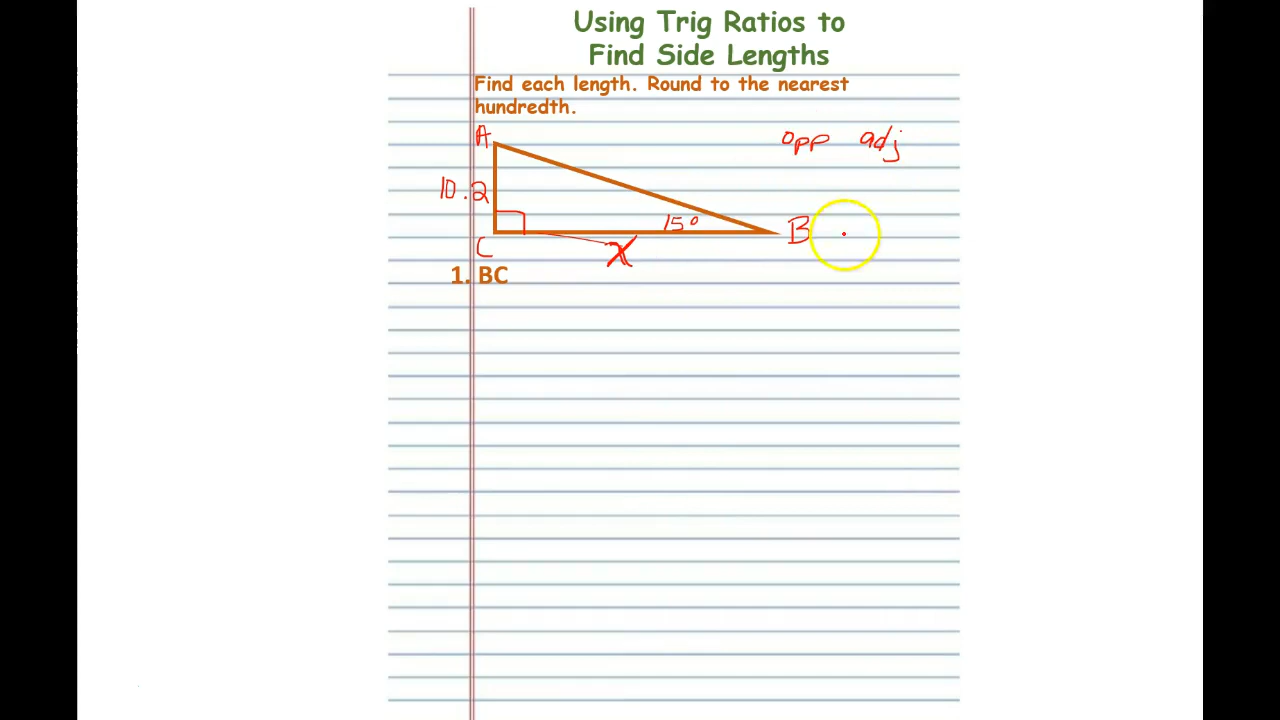 Using Trig Ratios to
Find Side Lengths
Find each length. Round to the nearest
hundredth.
A
opp adj
10.2
15°
B
C
x
1. BC